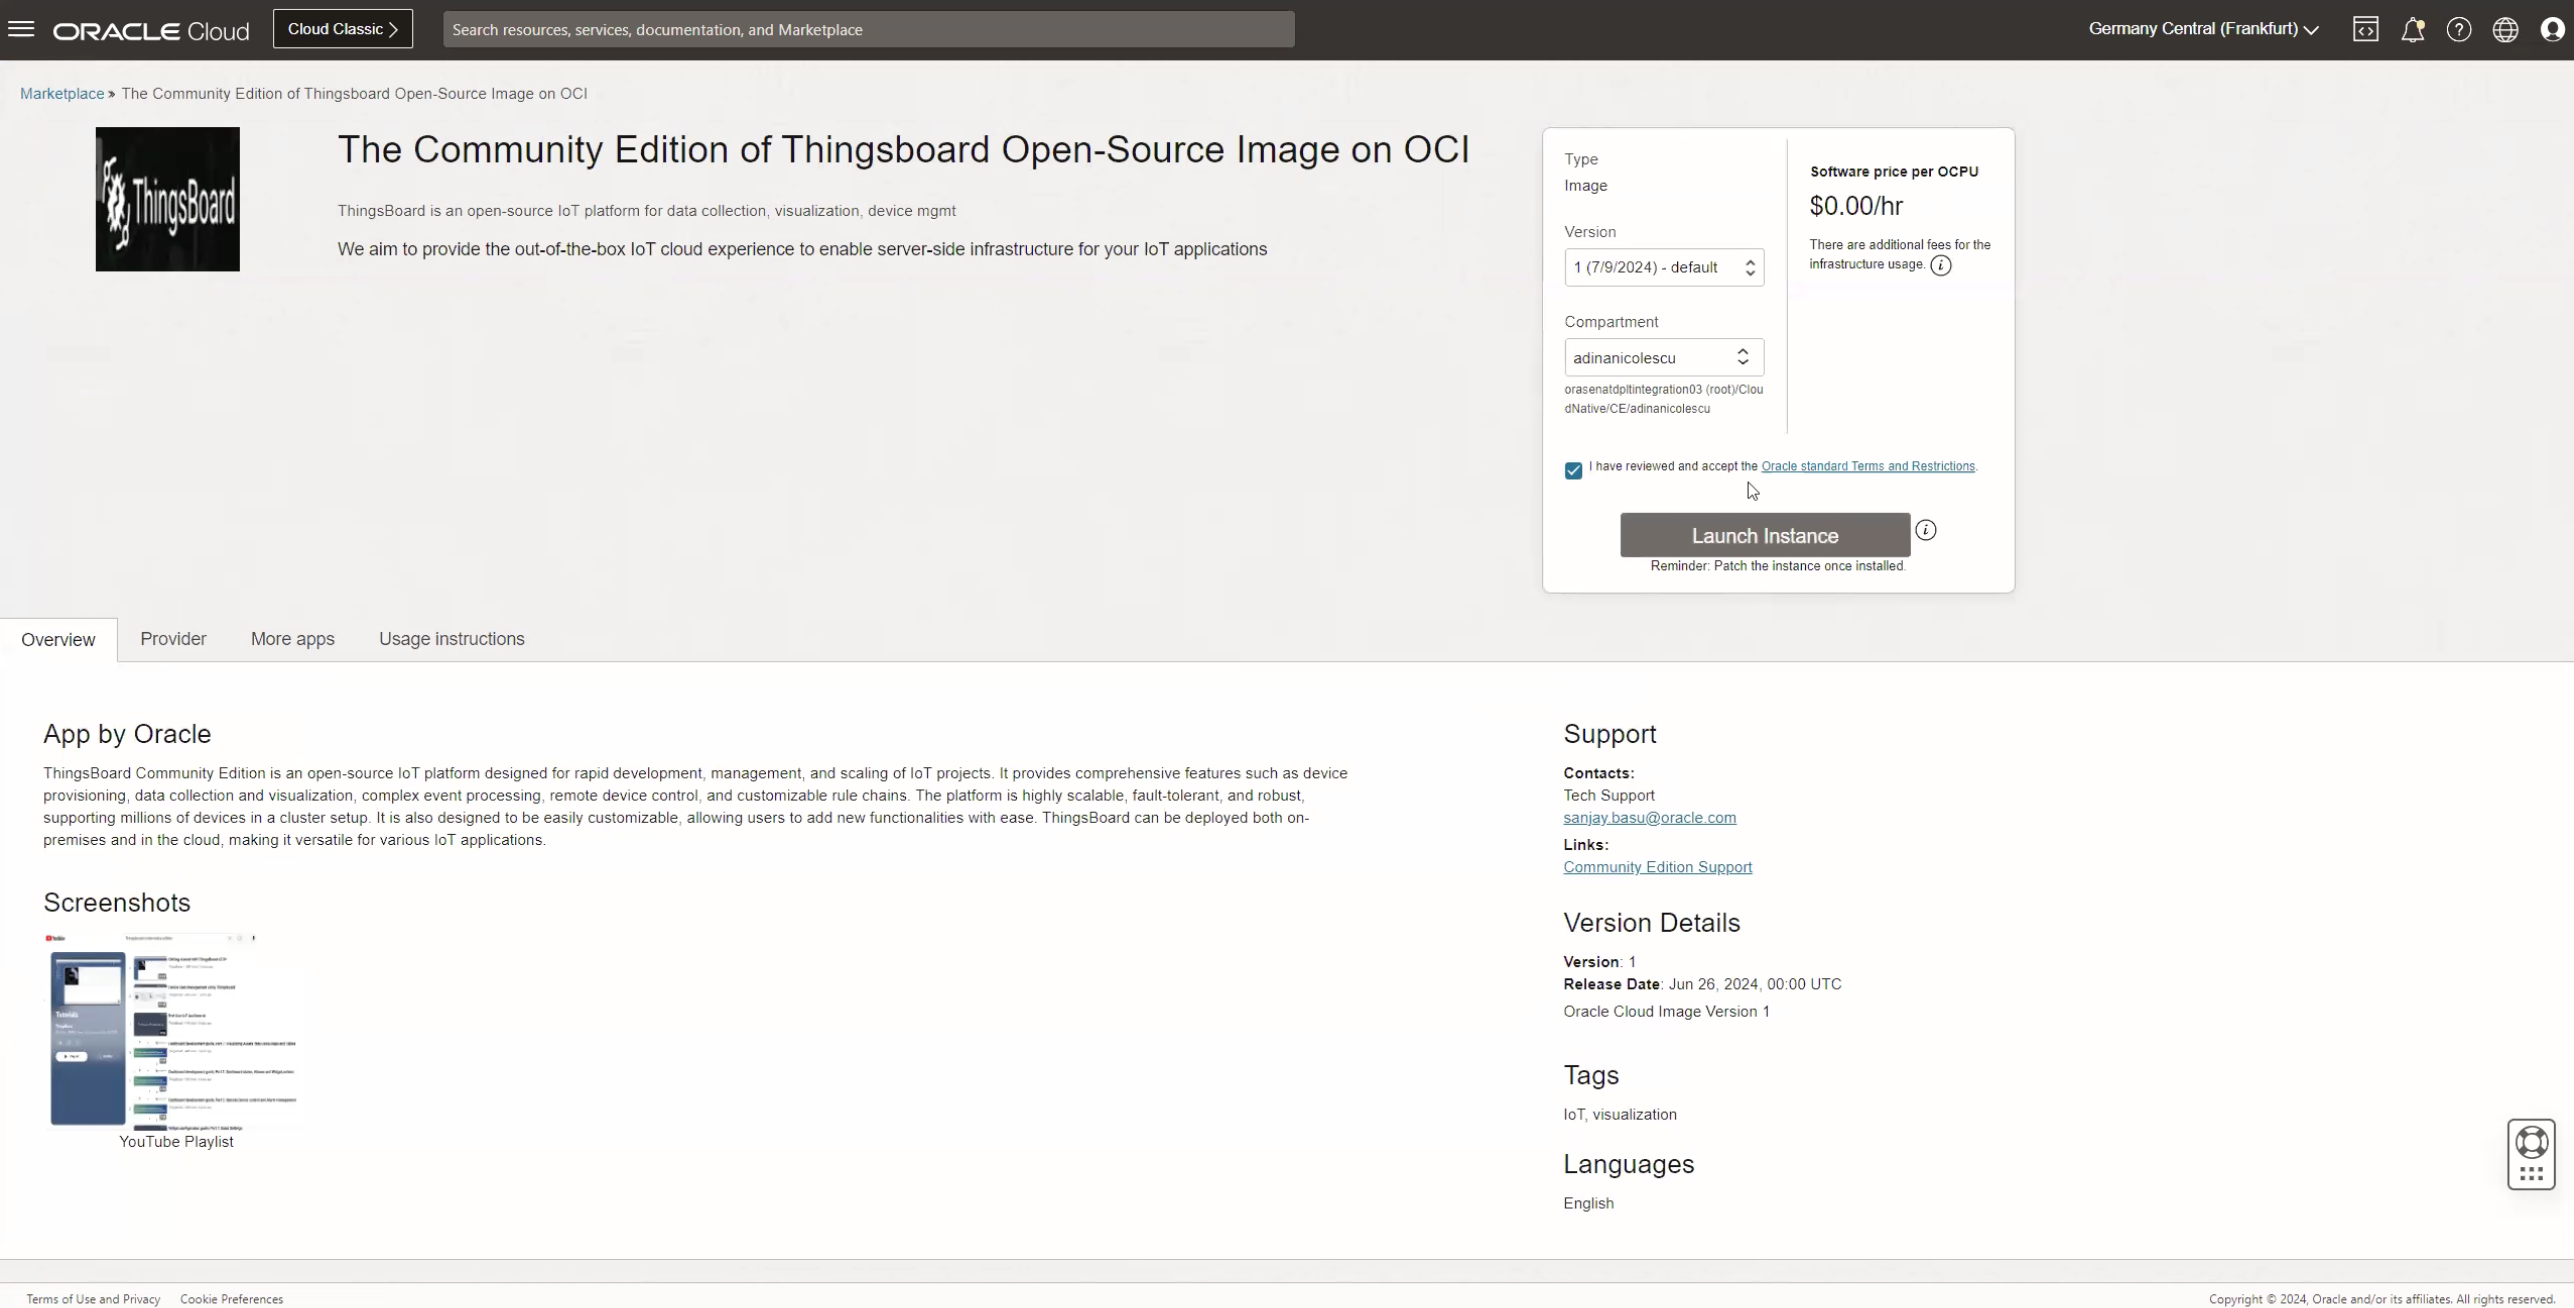 ORACLE Cloud
Cloud Classic
Search resources, services, documentation, and Marketplace
Germany Central (Frankfurt)
Marketplace » The Community Edition of Thingsboard Open-Source Image on OCI
ThingsBoard
The Community Edition of Thingsboard Open-Source Image on OCI
ThingsBoard is an open-source IoT platform for data collection, visualization, device mgmt
We aim to provide the out-of-the-box IoT cloud experience to enable server-side infrastructure for your IoT applications
Type
Image
Version
1 (7/9/2024) - default
Compartment
adinanicolescu
orasenatdpltintegration03 (root)/Clou
dNative/CE/adinanicolescu
Software price per OCPU
$0.00/hr
There are additional fees for the
infrastructure usage.
I have reviewed and accept the Oracle standard Terms and Restrictions.
Launch Instance
Reminder: Patch the instance once installed.
Overview
Provider
More apps
Usage instructions
App by Oracle
ThingsBoard Community Edition is an open-source IoT platform designed for rapid development, management, and scaling of IoT projects. It provides comprehensive features such as device
provisioning, data collection and visualization, complex event processing, remote device control, and customizable rule chains. The platform is highly scalable, fault-tolerant, and robust,
supporting millions of devices in a cluster setup. It is also designed to be easily customizable, allowing users to add new functionalities with ease. ThingsBoard can be deployed both on-
premises and in the cloud, making it versatile for various IoT applications.
Screenshots
Tutorials
YouTube Playlist
Support
Contacts:
Tech Support
sanjay.basu@oracle.com
Links:
Community Edition Support
Version Details
Version: 1
Release Date: Jun 26, 2024, 00:00 UTC
Oracle Cloud Image Version 1
Tags
IoT, visualization
Languages
English
Terms of Use and Privacy
Cookie Preferences
Copyright © 2024, Oracle and/or its affiliates. All rights reserved.